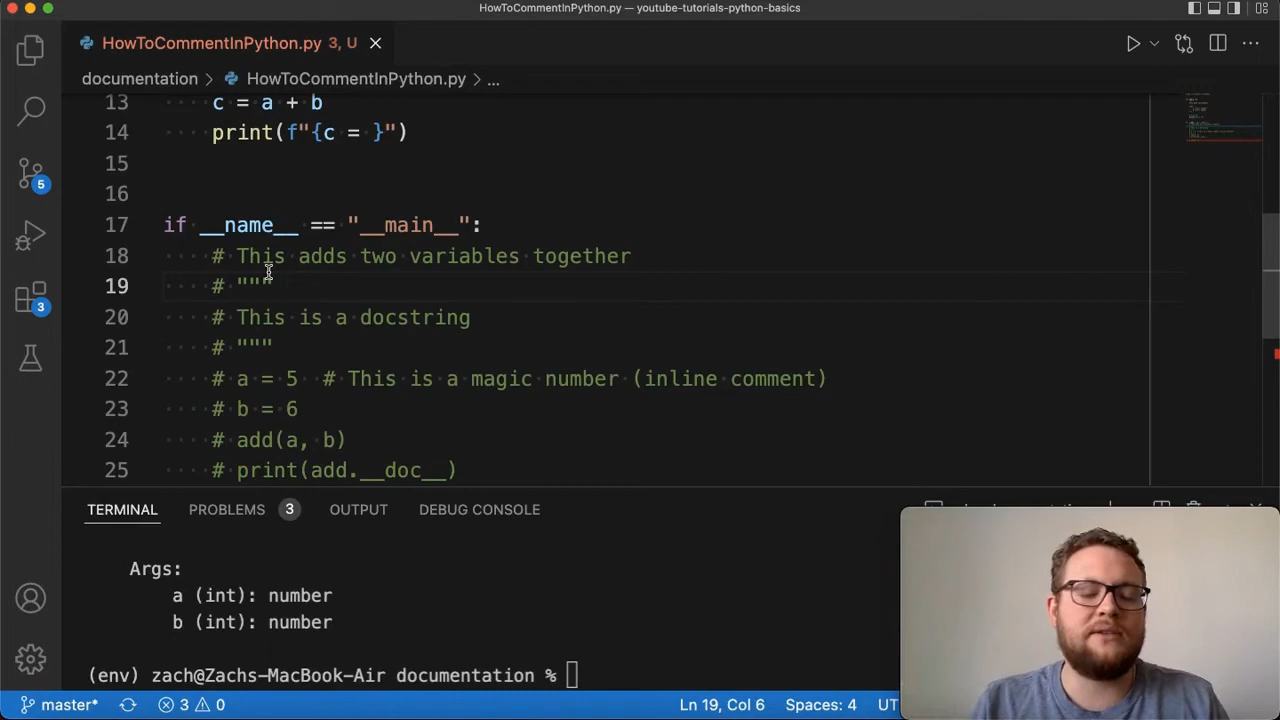 HowToCommentInPython.py — youtube-tutorials-python-basics
HowToCommentInPython.py 3, U
documentation > HowToCommentInPython.py > ...
13 c = a + b
14 print(f"{c = }")
15
16
17 if __name__ == "__main__":
18 # This adds two variables together
19 # """
20 # This is a docstring
21 # """
22 # a = 5 # This is a magic number (inline comment)
23 # b = 6
24 # add(a, b)
25 # print(add.__doc__)
5
3
TERMINAL PROBLEMS 3 OUTPUT DEBUG CONSOLE
Args:
a (int): number
b (int): number
(env) zach@Zachs-MacBook-Air documentation %
master* 3 0 Ln 19, Col 6 Spaces: 4